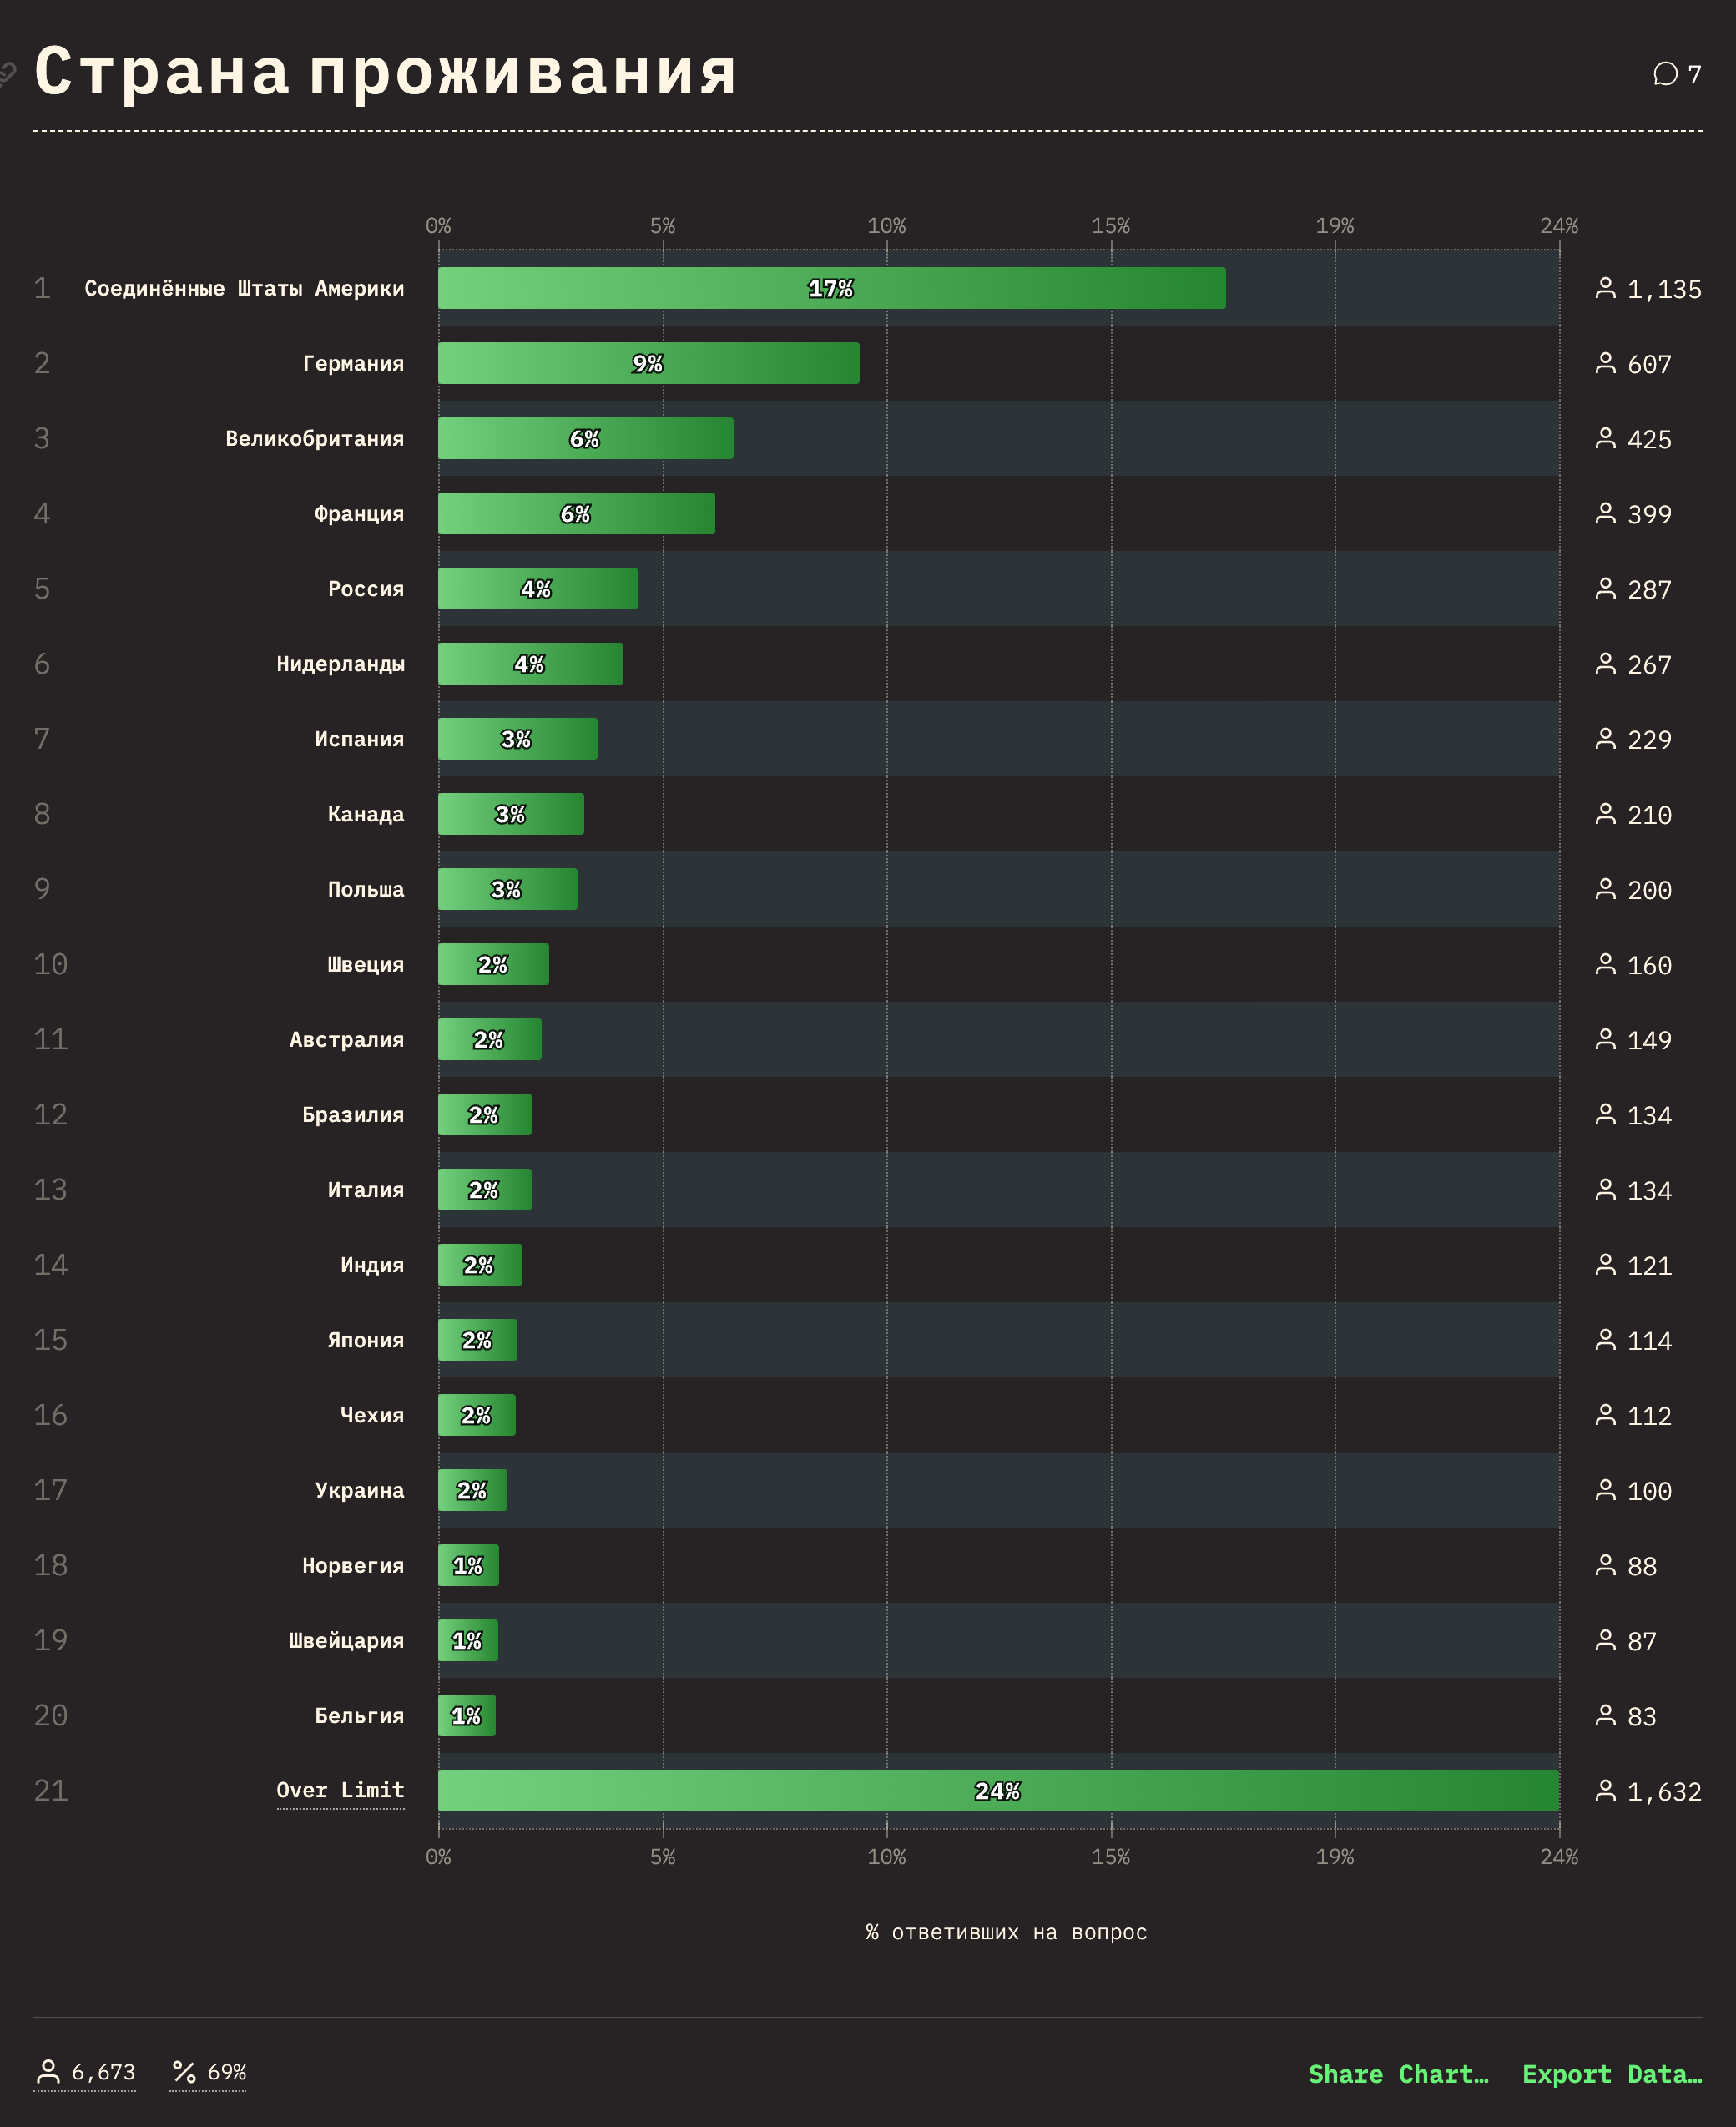 Страна проживания 7
0% 5% 10% 15% 19% 24%
1 Соединённые Штаты Америки 17% 1,135
2 Германия 9% 607
3 Великобритания 6% 425
4 Франция 6% 399
5 Россия 4% 287
6 Нидерланды 4% 267
7 Испания 3% 229
8 Канада 3% 210
9 Польша 3% 200
10 Швеция 2% 160
11 Австралия 2% 149
12 Бразилия 2% 134
13 Италия 2% 134
14 Индия 2% 121
15 Япония 2% 114
16 Чехия 2% 112
17 Украина 2% 100
18 Норвегия 1% 88
19 Швейцария 1% 87
20 Бельгия 1% 83
21 Over Limit 24% 1,632
0% 5% 10% 15% 19% 24%
% ответивших на вопрос
6,673 69% Share Chart… Export Data…